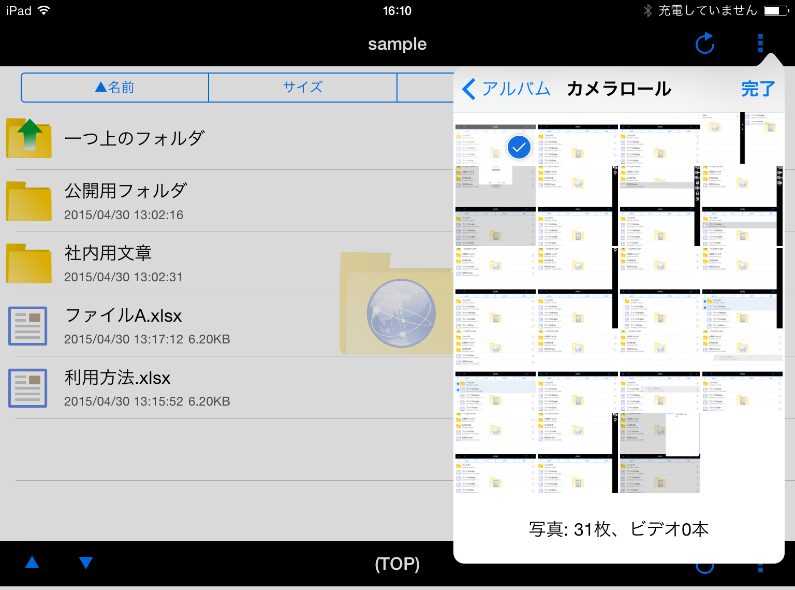 iPad 16:10 充電していません
sample
▲名前 サイズ
一つ上のフォルダ
公開用フォルダ
2015/04/30 13:02:16
社内用文章
2015/04/30 13:02:31
ファイルA.xlsx
2015/04/30 13:17:12 6.20KB
利用方法.xlsx
2015/04/30 13:15:52 6.20KB
アルバム カメラロール 完了
写真: 31枚、ビデオ0本
(TOP)